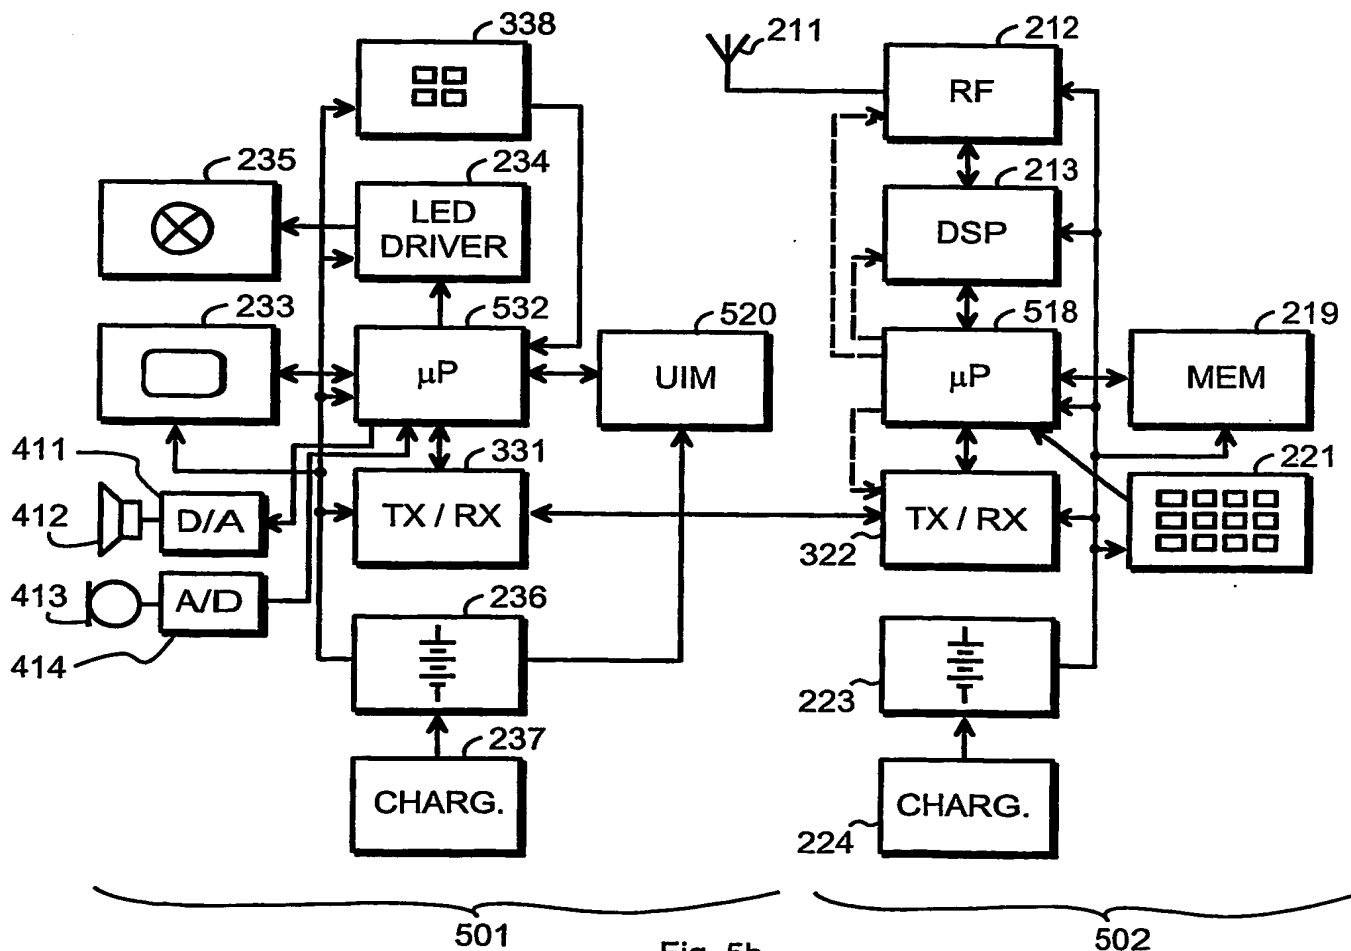 338
212
211
RF
235
234
213
LED
DRIVER
DSP
233
532
520
518
219
μP
UIM
μP
MEM
411
331
221
412
D/A
TX / RX
TX / RX
322
413
A/D
236
414
223
237
CHARG.
CHARG.
224
501
502
Fig. 5b